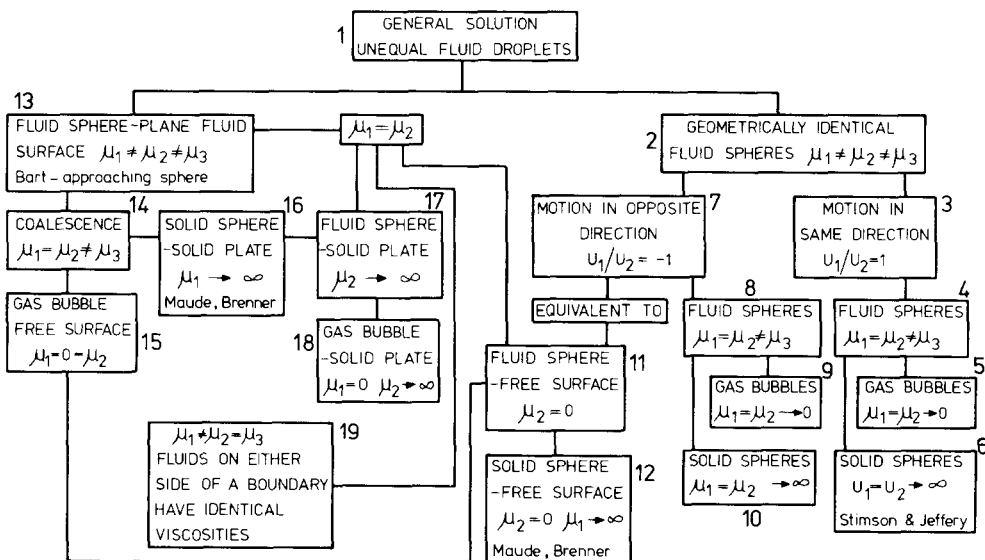 1
GENERAL SOLUTION
UNEQUAL FLUID DROPLETS
13
FLUID SPHERE-PLANE FLUID
SURFACE μ₁ ≠ μ₂ ≠ μ₃
Bart – approaching sphere
μ₁ = μ₂
2
GEOMETRICALLY IDENTICAL
FLUID SPHERES μ₁ ≠ μ₂ ≠ μ₃
14
COALESCENCE
μ₁ = μ₂ ≠ μ₃
16
SOLID SPHERE
-SOLID PLATE
μ₁ → ∞
Maude, Brenner
17
FLUID SPHERE
-SOLID PLATE
μ₂ → ∞
7
MOTION IN OPPOSITE
DIRECTION
U₁/U₂ = -1
3
MOTION IN
SAME DIRECTION
U₁/U₂=1
15
GAS BUBBLE
FREE SURFACE
μ₁=0-μ₂
18
GAS BUBBLE
-SOLID PLATE
μ₁=0 μ₂→∞
EQUIVALENT TO
8
FLUID SPHERES
μ₁=μ₂≠μ₃
4
FLUID SPHERES
μ₁=μ₂≠μ₃
11
FLUID SPHERE
-FREE SURFACE
μ₂=0
9
GAS BUBBLES
μ₁=μ₂→0
5
GAS BUBBLES
μ₁=μ₂→0
19
μ₁≠μ₂=μ₃
FLUIDS ON EITHER
SIDE OF A BOUNDARY
HAVE IDENTICAL
VISCOSITIES
12
SOLID SPHERE
-FREE SURFACE
μ₂=0 μ₁→∞
Maude, Brenner
10
SOLID SPHERES
μ₁=μ₂ →∞
6
SOLID SPHERES
U₁=U₂→∞
Stimson & Jeffery